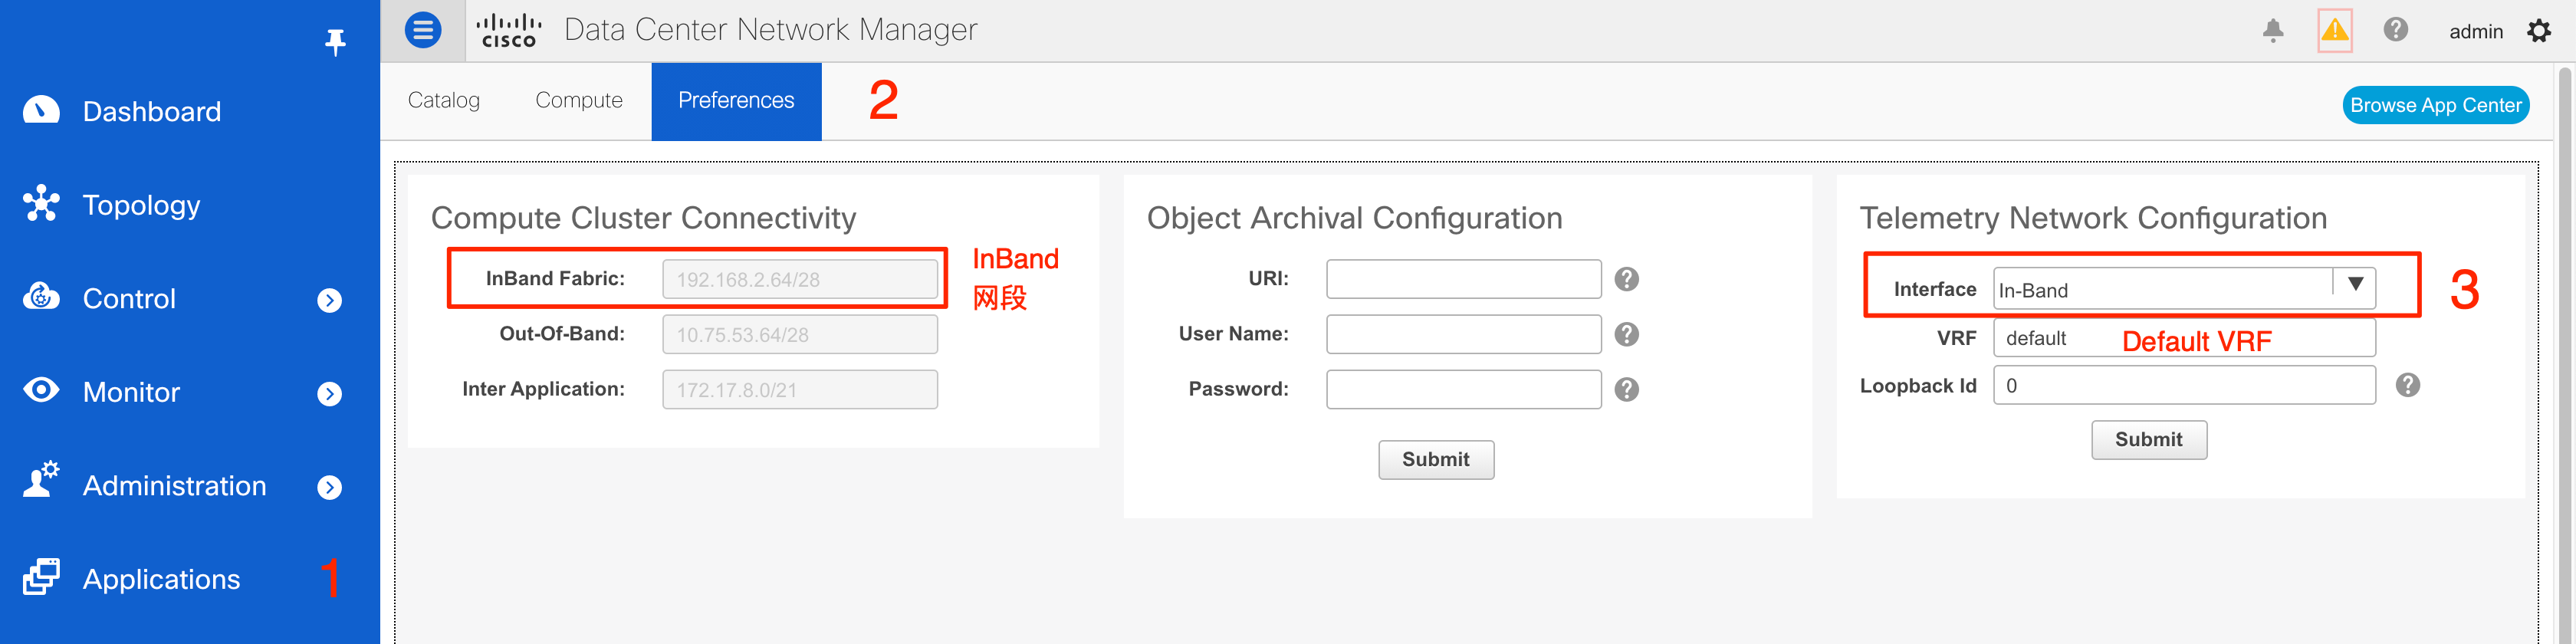 CISCO
Data Center Network Manager
admin
Dashboard
Topology
Control
Monitor
Administration
Applications
1
Catalog
Compute
Preferences
2
Browse App Center
Compute Cluster Connectivity
InBand Fabric:
192.168.2.64/28
InBand
网段
Out-Of-Band:
10.75.53.64/28
Inter Application:
172.17.8.0/21
Object Archival Configuration
URI:
?
User Name:
?
Password:
?
Submit
Telemetry Network Configuration
Interface
In-Band
3
VRF
default
Default VRF
Loopback Id
0
?
Submit